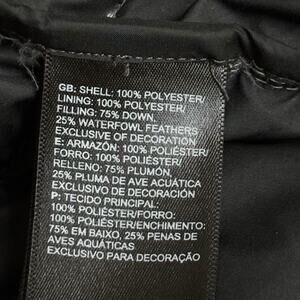 GB: SHELL: 100% POLYESTER/
LINING: 100% POLYESTER/
FILLING: 75% DOWN,
25% WATERFOWL FEATHERS
EXCLUSIVE OF DECORATION
E: ARMAZÓN: 100% POLIÉSTER/
FORRO: 100% POLIÉSTER/
RELLENO: 75% PLUMÓN,
25% PLUMA DE AVE ACUÁTICA
EXCLUSIVO DE DECORACIÓN
P: TECIDO PRINCIPAL:
100% POLIÉSTER/FORRO:
100% POLIÉSTER/ENCHIMENTO:
75% EM BAIXO, 25% PENAS DE
AVES AQUÁTICAS
EXCLUSIVO PARA DECORAÇÃO